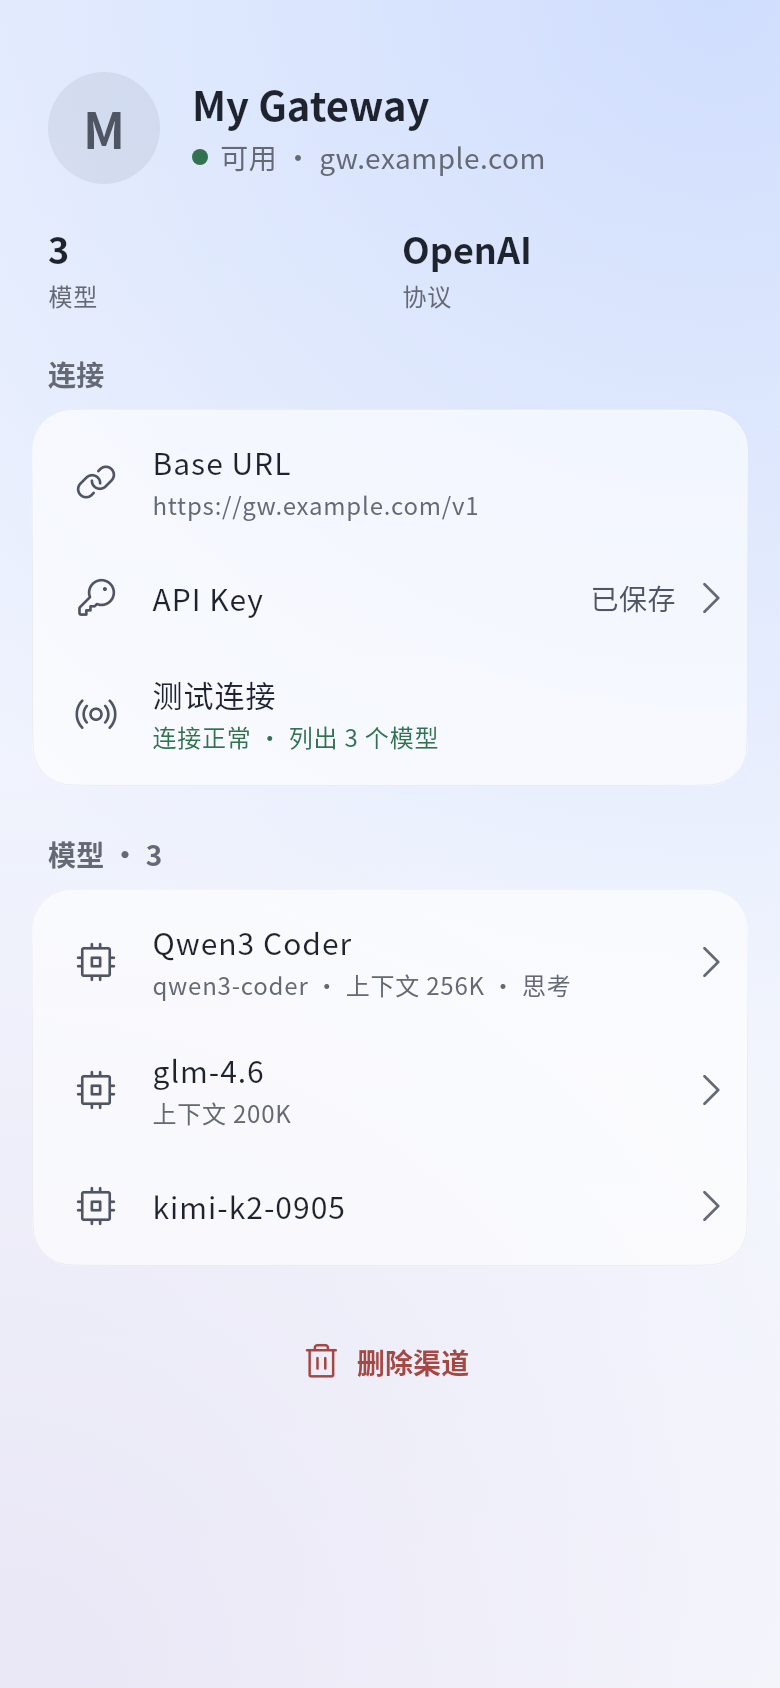 M
My Gateway
可用 · gw.example.com
3
模型
OpenAI
协议
连接
Base URL
https://gw.example.com/v1
API Key
已保存
测试连接
连接正常 · 列出 3 个模型
模型 · 3
Qwen3 Coder
qwen3-coder · 上下文 256K · 思考
glm-4.6
上下文 200K
kimi-k2-0905
删除渠道